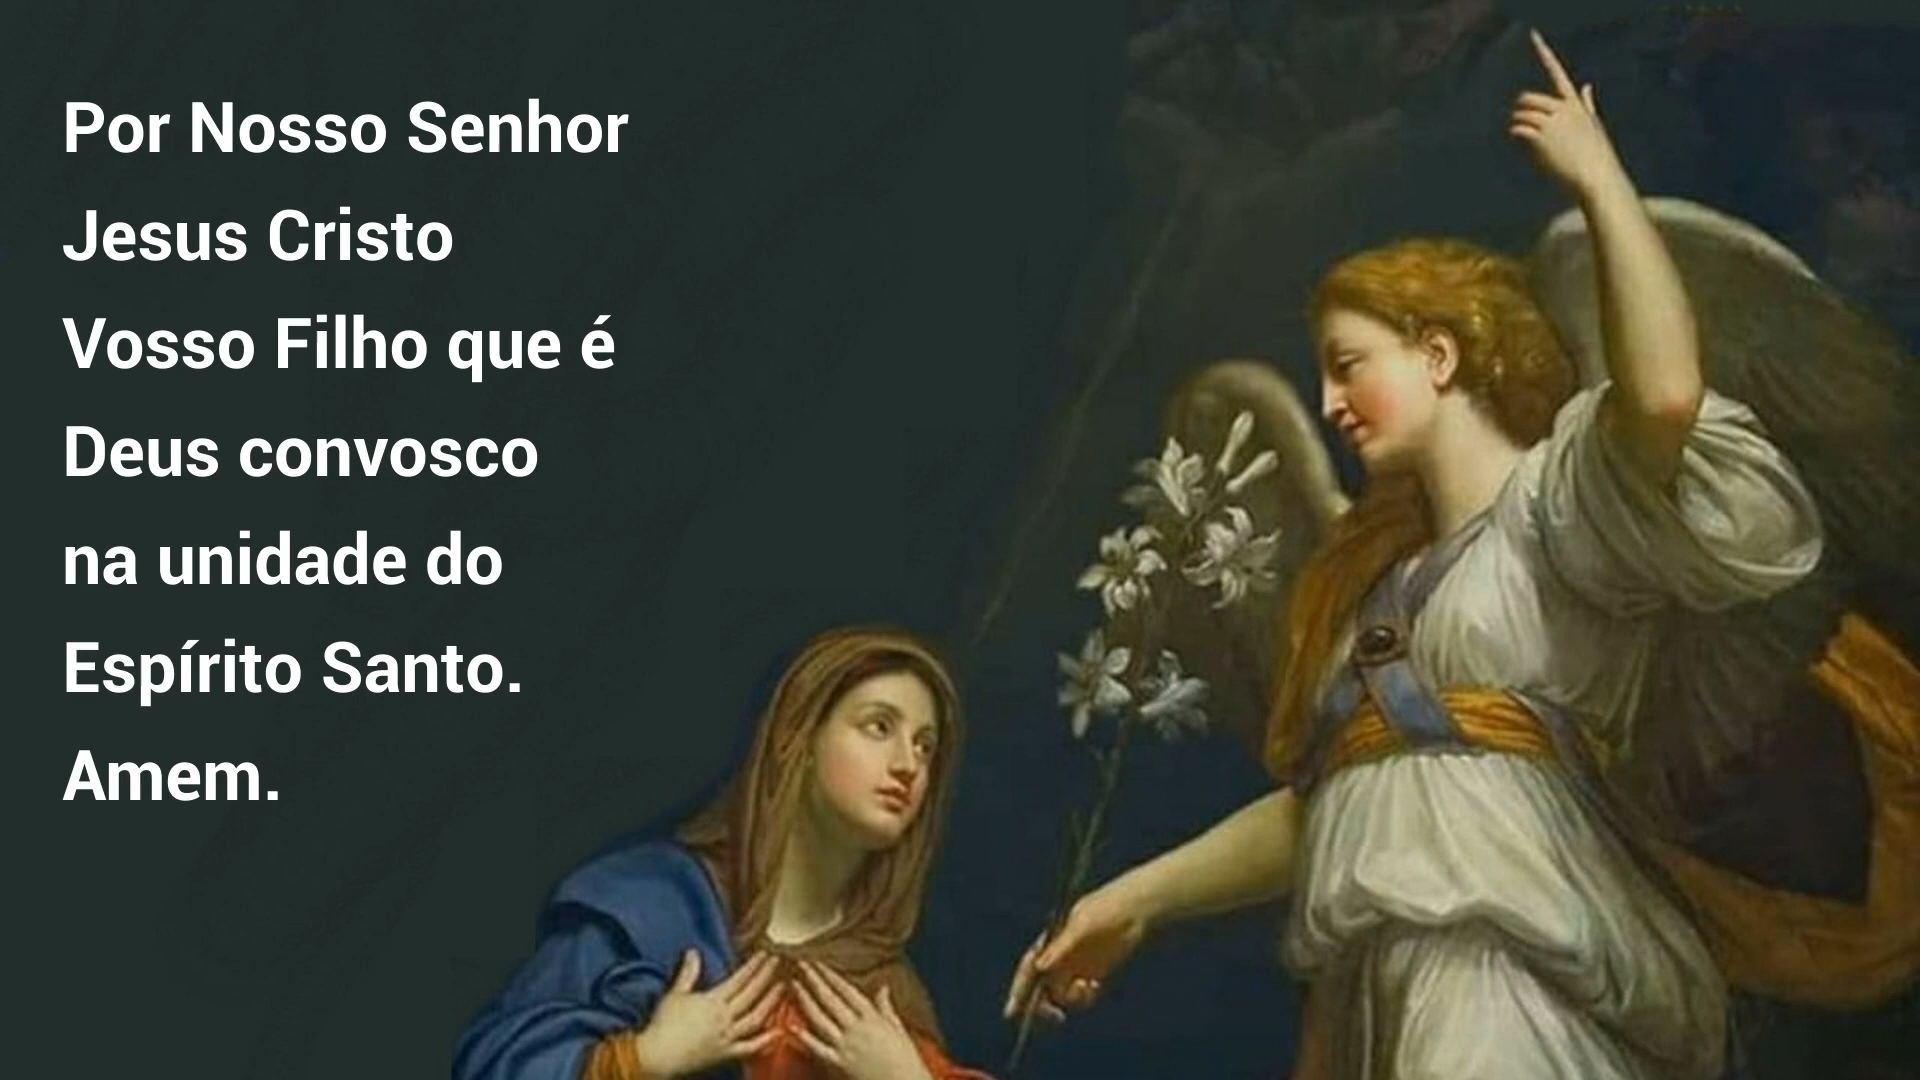 Por Nosso Senhor
Jesus Cristo
Vosso Filho que é
Deus convosco
na unidade do
Espírito Santo.
Amem.